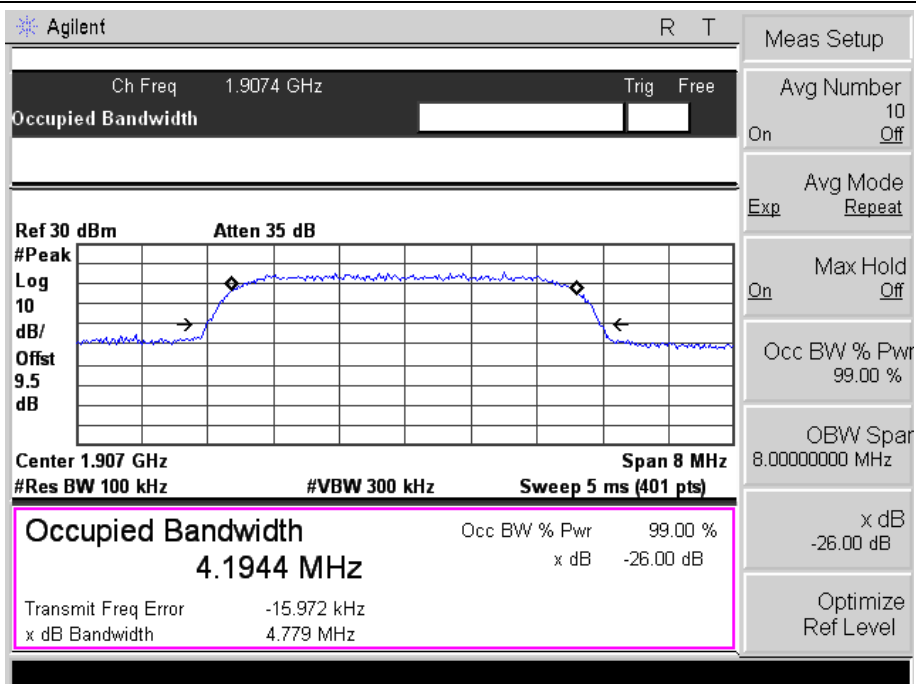 Agilent R T
Ch Freq 1.9074 GHz Trig Free
Occupied Bandwidth
Ref 30 dBm Atten 35 dB
#Peak
Log
10
dB/
Offst
9.5
dB
Center 1.907 GHz Span 8 MHz
#Res BW 100 kHz #VBW 300 kHz Sweep 5 ms (401 pts)
Occupied Bandwidth
4.1944 MHz
Occ BW % Pwr 99.00 %
x dB -26.00 dB
Transmit Freq Error -15.972 kHz
x dB Bandwidth 4.779 MHz
Meas Setup
Avg Number
10
On Off
Avg Mode
Exp Repeat
Max Hold
On Off
Occ BW % Pwr
99.00 %
OBW Span
8.00000000 MHz
x dB
-26.00 dB
Optimize
Ref Level